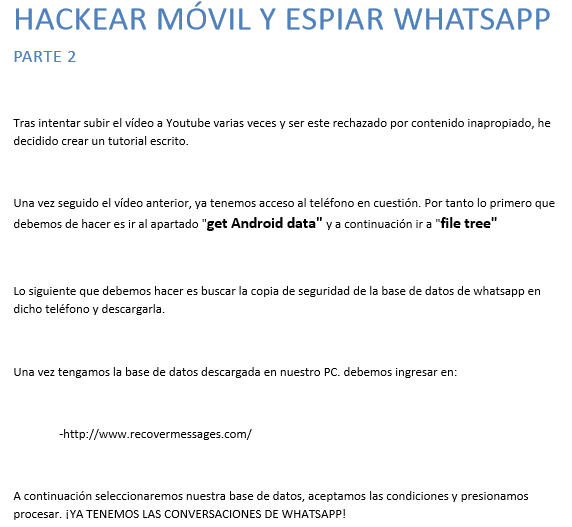 HACKEAR MÓVIL Y ESPIAR WHATSAPP
PARTE 2
Tras intentar subir el vídeo a Youtube varias veces y ser este rechazado por contenido inapropiado, he
decidido crear un tutorial escrito.
Una vez seguido el vídeo anterior, ya tenemos acceso al teléfono en cuestión. Por tanto lo primero que
debemos de hacer es ir al apartado "get Android data" y a continuación ir a "file tree"
Lo siguiente que debemos hacer es buscar la copia de seguridad de la base de datos de whatsapp en
dicho teléfono y descargarla.
Una vez tengamos la base de datos descargada en nuestro PC. debemos ingresar en:
-http://www.recovermessages.com/
A continuación seleccionaremos nuestra base de datos, aceptamos las condiciones y presionamos
procesar. ¡YA TENEMOS LAS CONVERSACIONES DE WHATSAPP!